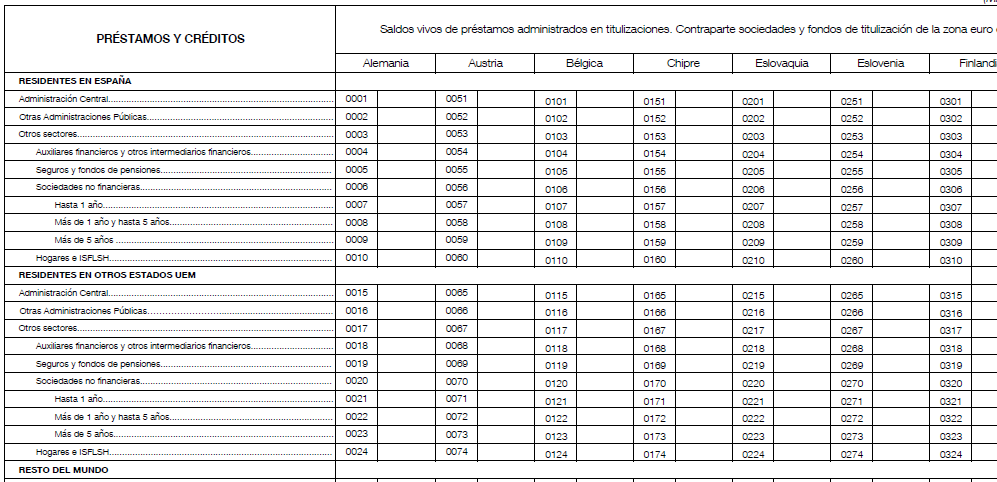 PRÉSTAMOS Y CRÉDITOS
Saldos vivos de préstamos administrados en titulizaciones. Contraparte sociedades y fondos de titulización de la zona euro
Alemania Austria Bélgica Chipre Eslovaquia Eslovenia Finlandi
RESIDENTES EN ESPAÑA
Administración Central 0001 0051 0101 0151 0201 0251 0301
Otras Administraciones Públicas 0002 0052 0102 0152 0202 0252 0302
Otros sectores 0003 0053 0103 0153 0203 0253 0303
Auxiliares financieros y otros intermediarios financieros 0004 0054 0104 0154 0204 0254 0304
Seguros y fondos de pensiones 0005 0055 0105 0155 0205 0255 0305
Sociedades no financieras 0006 0056 0106 0156 0206 0256 0306
Hasta 1 año 0007 0057 0107 0157 0207 0257 0307
Más de 1 año y hasta 5 años 0008 0058 0108 0158 0208 0258 0308
Más de 5 años 0009 0059 0109 0159 0209 0259 0309
Hogares e ISFLSH 0010 0060 0110 0160 0210 0260 0310
RESIDENTES EN OTROS ESTADOS UEM
Administración Central 0015 0065 0115 0165 0215 0265 0315
Otras Administraciones Públicas 0016 0066 0116 0166 0216 0266 0316
Otros sectores 0017 0067 0117 0167 0217 0267 0317
Auxiliares financieros y otros intermediarios financieros 0018 0068 0118 0168 0218 0268 0318
Seguros y fondos de pensiones 0019 0069 0119 0169 0219 0269 0319
Sociedades no financieras 0020 0070 0120 0170 0220 0270 0320
Hasta 1 año 0021 0071 0121 0171 0221 0271 0321
Más de 1 año y hasta 5 años 0022 0072 0122 0172 0222 0272 0322
Más de 5 años 0023 0073 0123 0173 0223 0273 0323
Hogares e ISFLSH 0024 0074 0124 0174 0224 0274 0324
RESTO DEL MUNDO